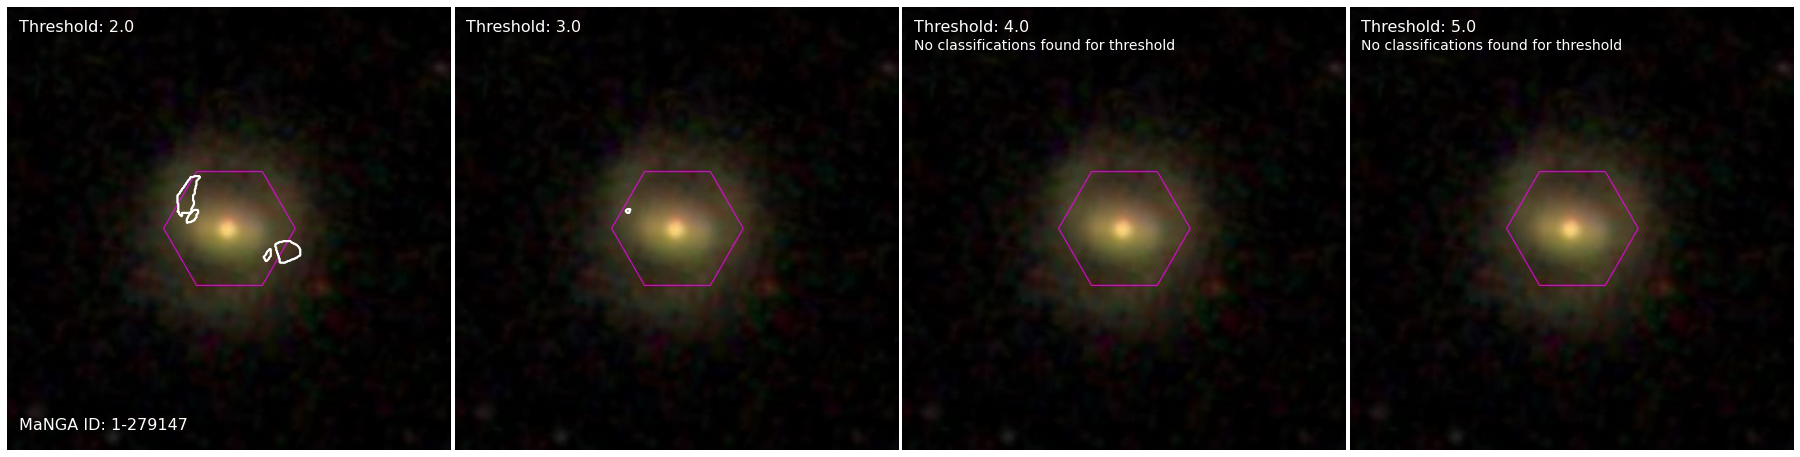 Threshold: 2.0
MaNGA ID: 1-279147
Threshold: 3.0
Threshold: 4.0
No classifications found for threshold
Threshold: 5.0
No classifications found for threshold